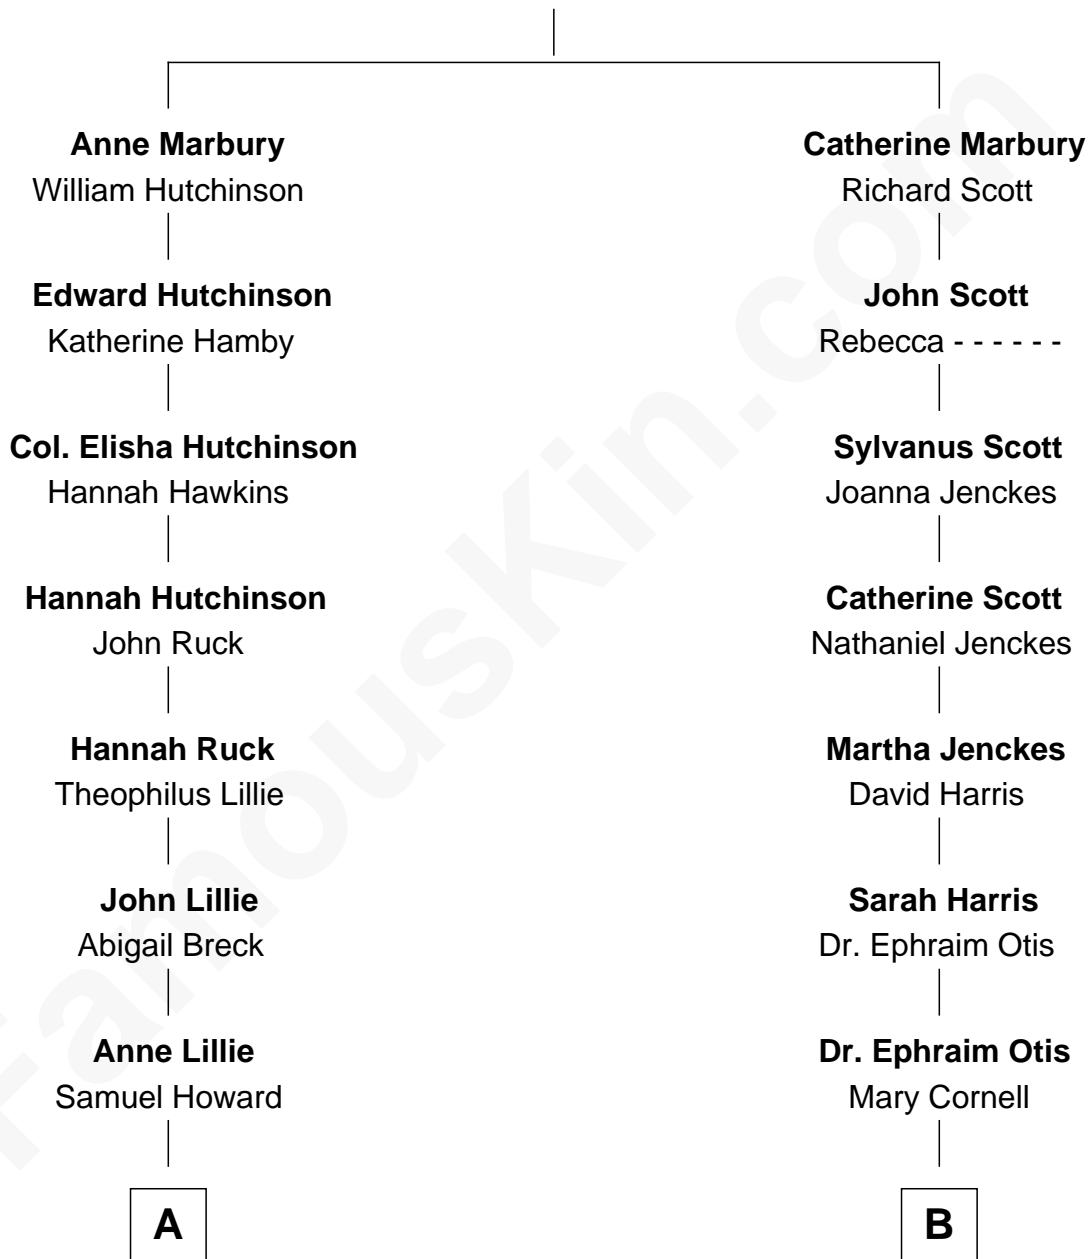 Anne Marbury
William Hutchinson
Catherine Marbury
Richard Scott
Edward Hutchinson
Katherine Hamby
John Scott
Rebecca - - - - - -
Col. Elisha Hutchinson
Hannah Hawkins
Sylvanus Scott
Joanna Jenckes
Hannah Hutchinson
John Ruck
Catherine Scott
Nathaniel Jenckes
Hannah Ruck
Theophilus Lillie
Martha Jenckes
David Harris
John Lillie
Abigail Breck
Sarah Harris
Dr. Ephraim Otis
Anne Lillie
Samuel Howard
Dr. Ephraim Otis
Mary Cornell
A
B
FamousKin.com